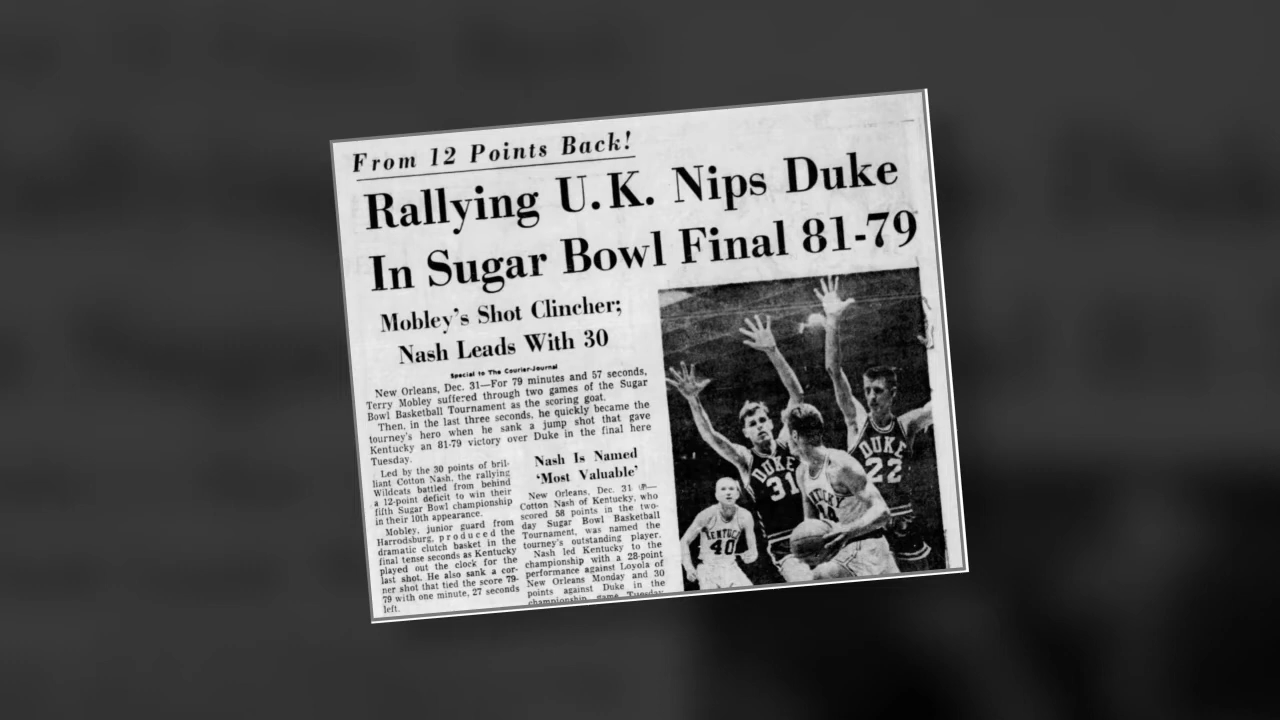 From 12 Points Back!
Rallying U.K. Nips Duke
In Sugar Bowl Final 81-79
Mobley's Shot Clincher;
Nash Leads With 30
Special to The Courier-Journal
New Orleans, Dec. 31—For 79 minutes and 57 seconds,
Terry Mobley suffered through two games of the Sugar
Bowl Basketball Tournament as the scoring goat.
Then, in the last three seconds, he quickly became the
tourney's hero when he sank a jump shot that gave
Kentucky an 81-79 victory over Duke in the final here
Tuesday.
Led by the 30 points of bril-
liant Cotton Nash, the rallying
Wildcats battled from behind
a 12-point deficit to win their
fifth Sugar Bowl championship
in their 10th appearance.
Mobley, junior guard from
Harrodsburg, produced the
dramatic clutch basket in the
final tense seconds as Kentucky
played out the clock for the
last shot. He also sank a cor-
ner shot that tied the score 79-
79 with one minute, 27 seconds
left.
Nash Is Named
'Most Valuable'
New Orleans, Dec. 31 (AP)—
Cotton Nash of Kentucky, who
scored 58 points in the two-
day Sugar Bowl Basketball
Tournament, was named the
tourney's outstanding player.
Nash led Kentucky to the
championship with a 28-point
performance against Loyola of
New Orleans Monday and 30
points against Duke in the
championship game Tuesday
DUKE
31
DUKE
22
KENTUCKY
40